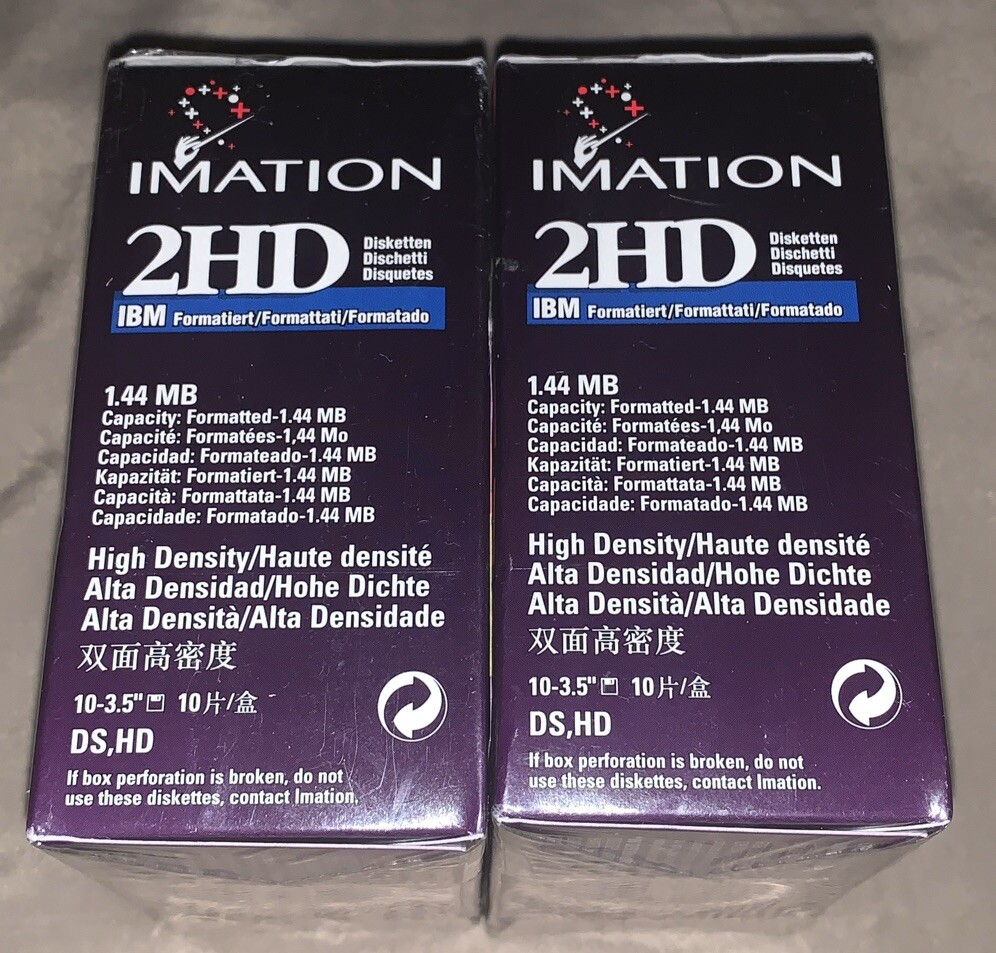 IMATION
2HD
Disketten
Dischetti
Disquetes
IBM Formatiert/Formattati/Formatado
1.44 MB
Capacity: Formatted-1.44 MB
Capacité: Formatées-1,44 Mo
Capacidad: Formateado-1.44 MB
Kapazität: Formatiert-1.44 MB
Capacità: Formattata-1.44 MB
Capacidade: Formatado-1.44 MB
High Density/Haute densité
Alta Densidad/Hohe Dichte
Alta Densità/Alta Densidade
双面高密度
10-3.5" 10片/盒
DS,HD
If box perforation is broken, do not
use these diskettes, contact Imation.
IMATION
2HD
Disketten
Dischetti
Disquetes
IBM Formatiert/Formattati/Formatado
1.44 MB
Capacity: Formatted-1.44 MB
Capacité: Formatées-1,44 Mo
Capacidad: Formateado-1.44 MB
Kapazität: Formatiert-1.44 MB
Capacità: Formattata-1.44 MB
Capacidade: Formatado-1.44 MB
High Density/Haute densité
Alta Densidad/Hohe Dichte
Alta Densità/Alta Densidade
双面高密度
10-3.5" 10片/盒
DS,HD
If box perforation is broken, do not
use these diskettes, contact Imation.